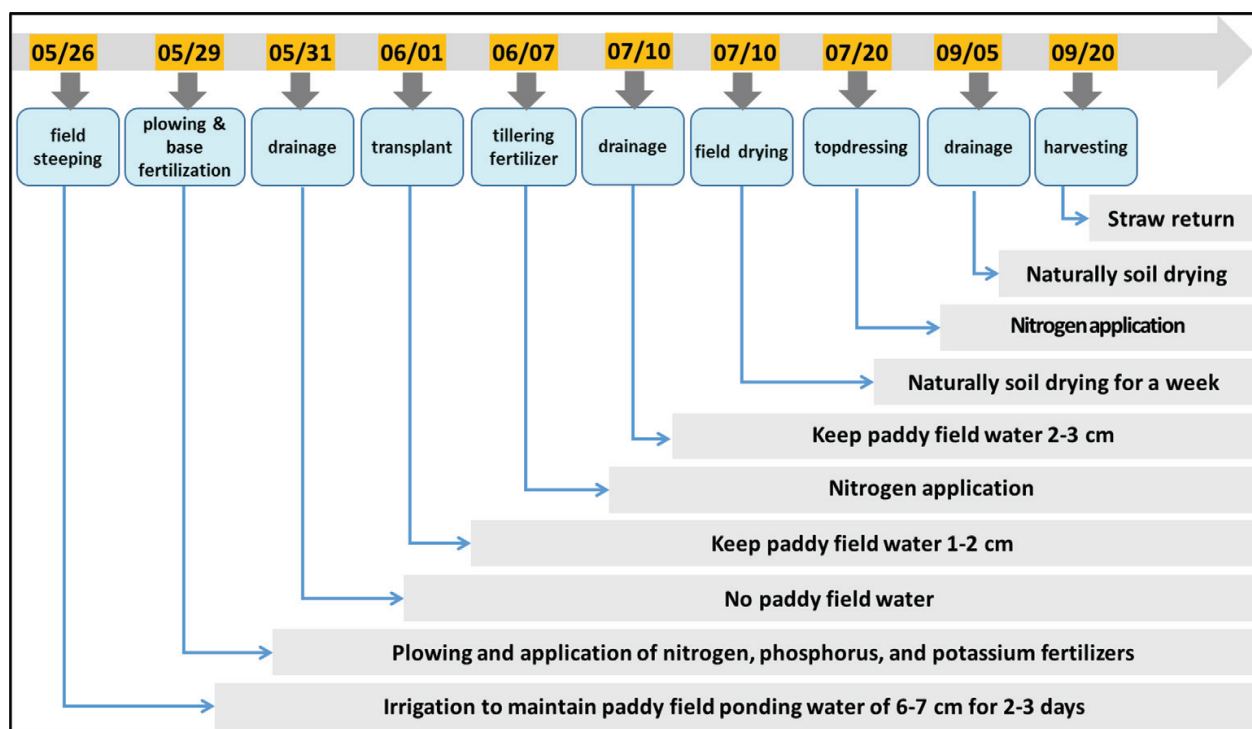 05/26 05/29 05/31 06/01 06/07 07/10 07/10 07/20 09/05 09/20
field
steeping
plowing &
base
fertilization
drainage
transplant
tillering
fertilizer
drainage
field drying
topdressing
drainage
harvesting
Straw return
Naturally soil drying
Nitrogen application
Naturally soil drying for a week
Keep paddy field water 2-3 cm
Nitrogen application
Keep paddy field water 1-2 cm
No paddy field water
Plowing and application of nitrogen, phosphorus, and potassium fertilizers
Irrigation to maintain paddy field ponding water of 6-7 cm for 2-3 days